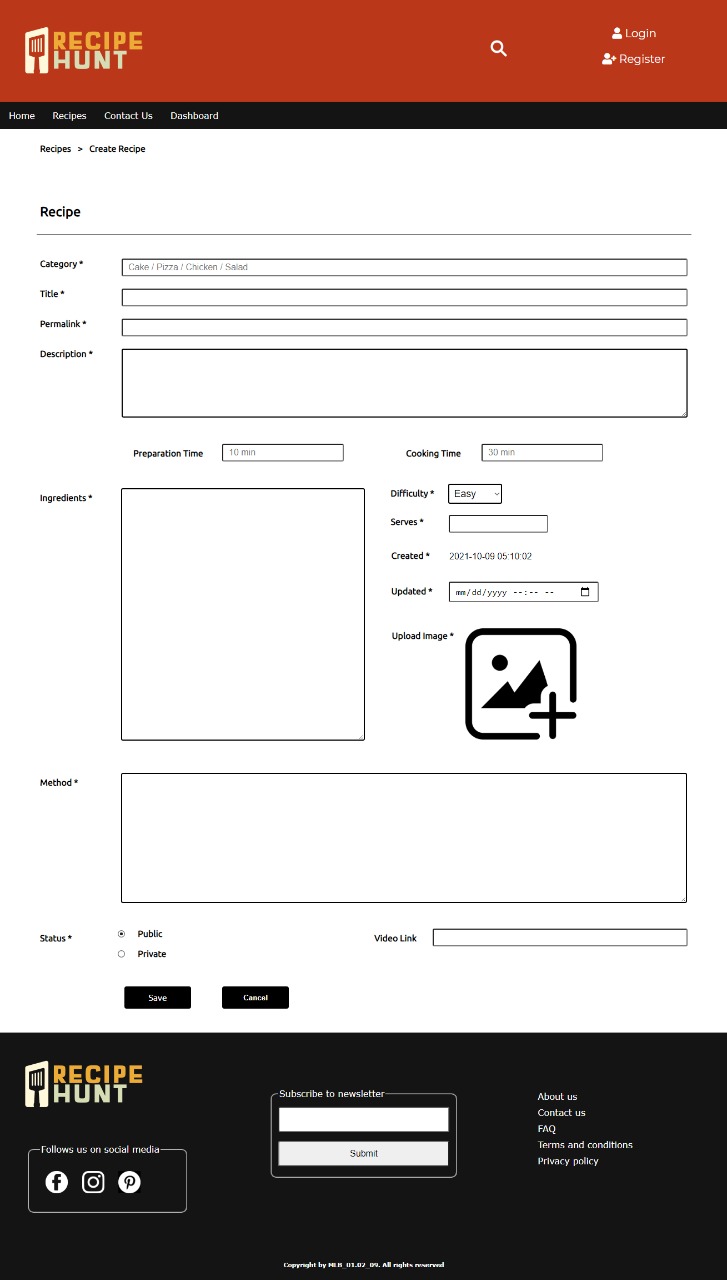 RECIPE
HUNT
Login
Register
Home Recipes Contact Us Dashboard
Recipes > Create Recipe
Recipe
Category * Cake / Pizza / Chicken / Salad
Title *
Permalink *
Description *
Preparation Time 10 min Cooking Time 30 min
Ingredients *
Difficulty * Easy
Serves *
Created * 2021-10-09 05:10:02
Updated * mm/dd/yyyy --:-- --
Upload Image *
Method *
Status * Public Video Link
Private
Save Cancel
RECIPE
HUNT
Subscribe to newsletter
Submit
Follows us on social media
About us
Contact us
FAQ
Terms and conditions
Privacy policy
Copyright by MLB_01.02_09. All rights reserved